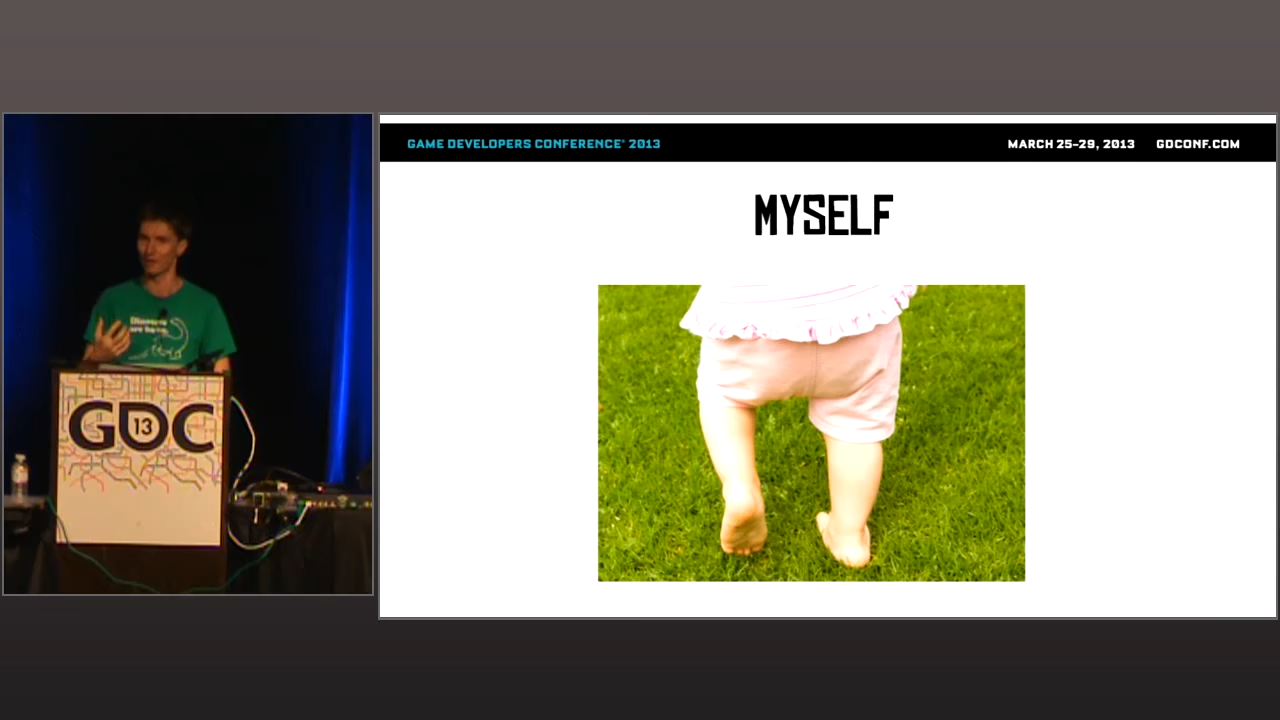 GAME DEVELOPERS CONFERENCE® 2013
MARCH 25-29, 2013 GDCONF.COM
MYSELF
GDC
13